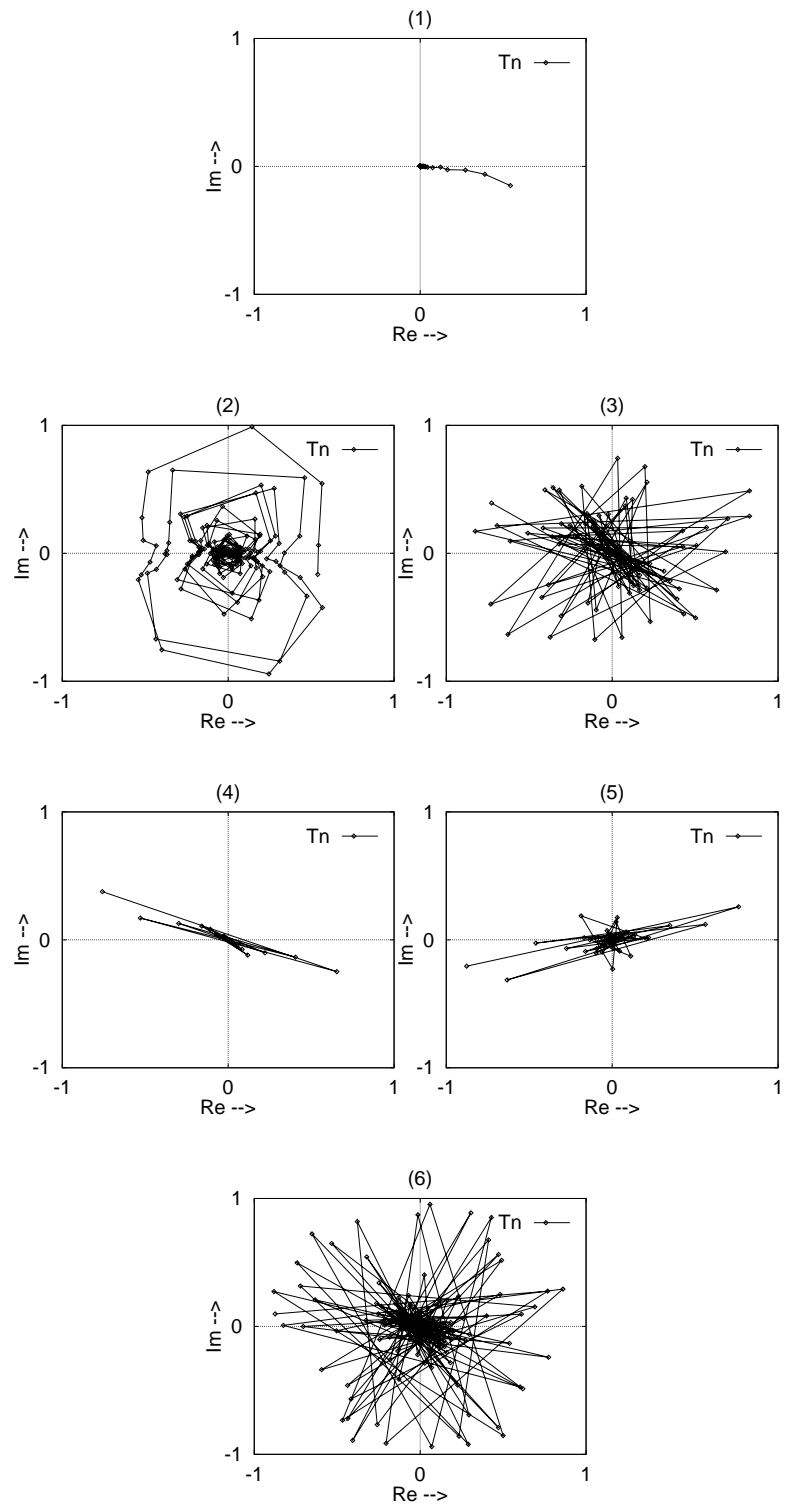 (1)
1
Tn
Im -->
0
-1
-1 0 1
Re -->
(2)
1
Tn
Im -->
0
-1
-1 0 1
Re -->
(3)
1
Tn
Im -->
0
-1
-1 0 1
Re -->
(4)
1
Tn
Im -->
0
-1
-1 0 1
Re -->
(5)
1
Tn
Im -->
0
-1
-1 0 1
Re -->
(6)
1
Tn
Im -->
0
-1
-1 0 1
Re -->